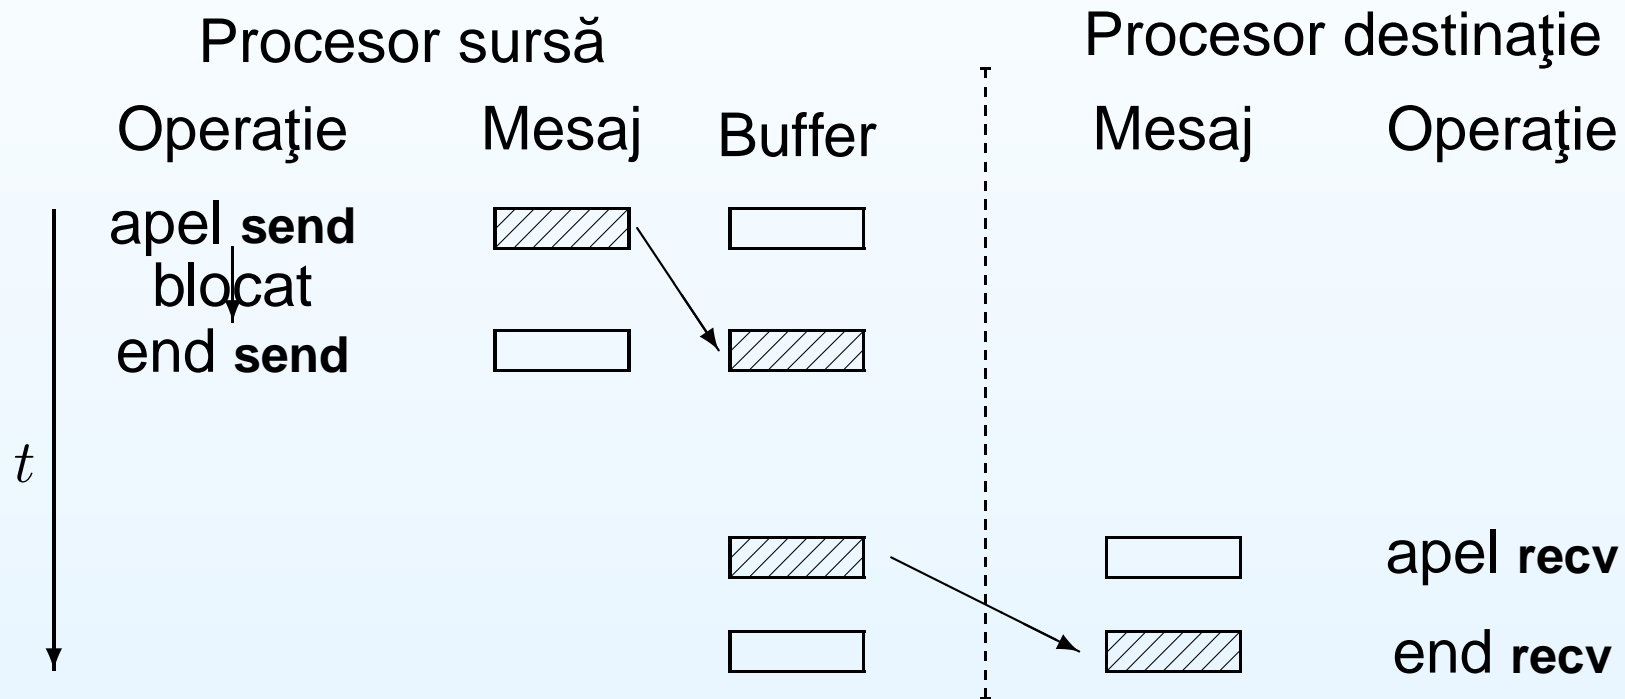 Procesor sursă Procesor destinaţie
Operaţie Mesaj Buffer Mesaj Operaţie
apel send
blocat
end send
t
apel recv
end recv